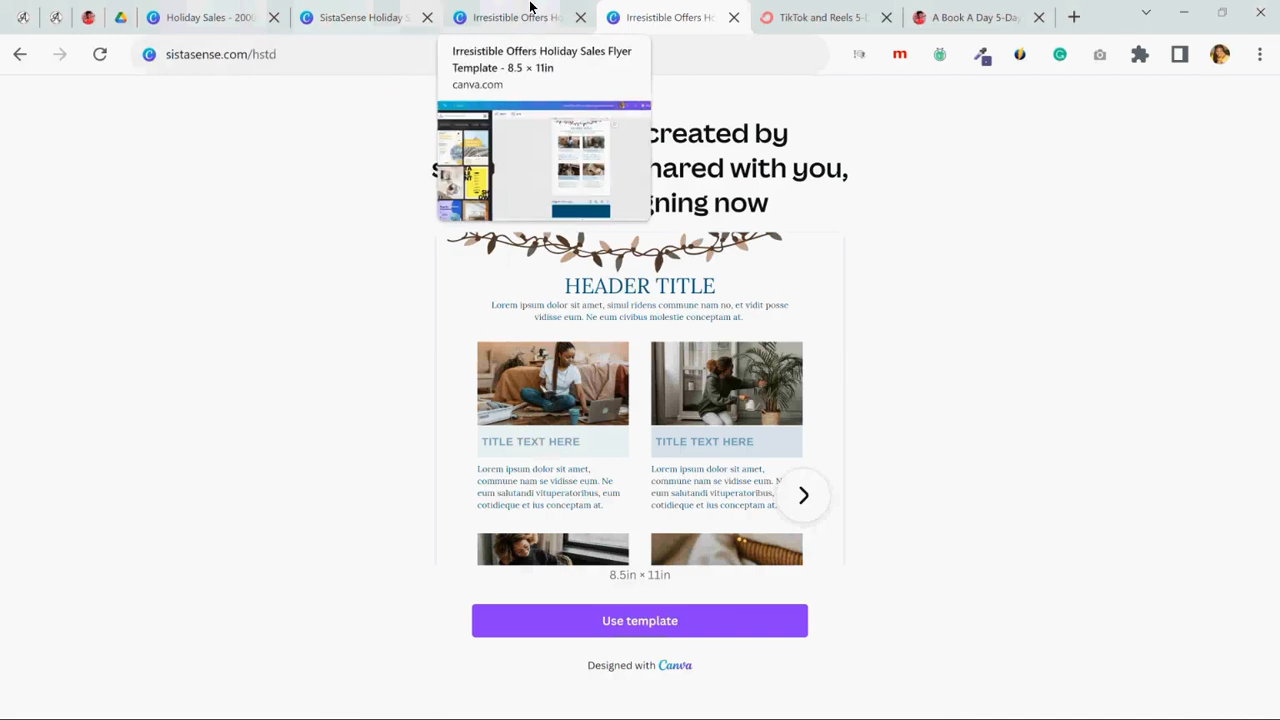 Holiday Sales - 2000
SistaSense Holiday S
Irresistible Offers Ho
Irresistible Offers Ho
TikTok and Reels 5-D
A Book A Day 5-Day
sistasense.com/hstd
Irresistible Offers Holiday Sales Flyer
Template - 8.5 × 11in
canva.com
created by
hared with you,
gning now
HEADER TITLE
Lorem ipsum dolor sit amet, simul ridens commune nam no, et vidit posse
vidisse eum. Ne eum civibus molestie conceptam at.
TITLE TEXT HERE
TITLE TEXT HERE
Lorem ipsum dolor sit amet,
commune nam se vidisse eum. Ne
eum salutandi vituperatoribus, eum
cotidieque et ius conceptam at.
Lorem ipsum dolor sit amet,
commune nam se vidisse eum. N
eum salutandi vituperatoribus,
cotidieque et ius conceptam at.
8.5in × 11in
Use template
Designed with Canva